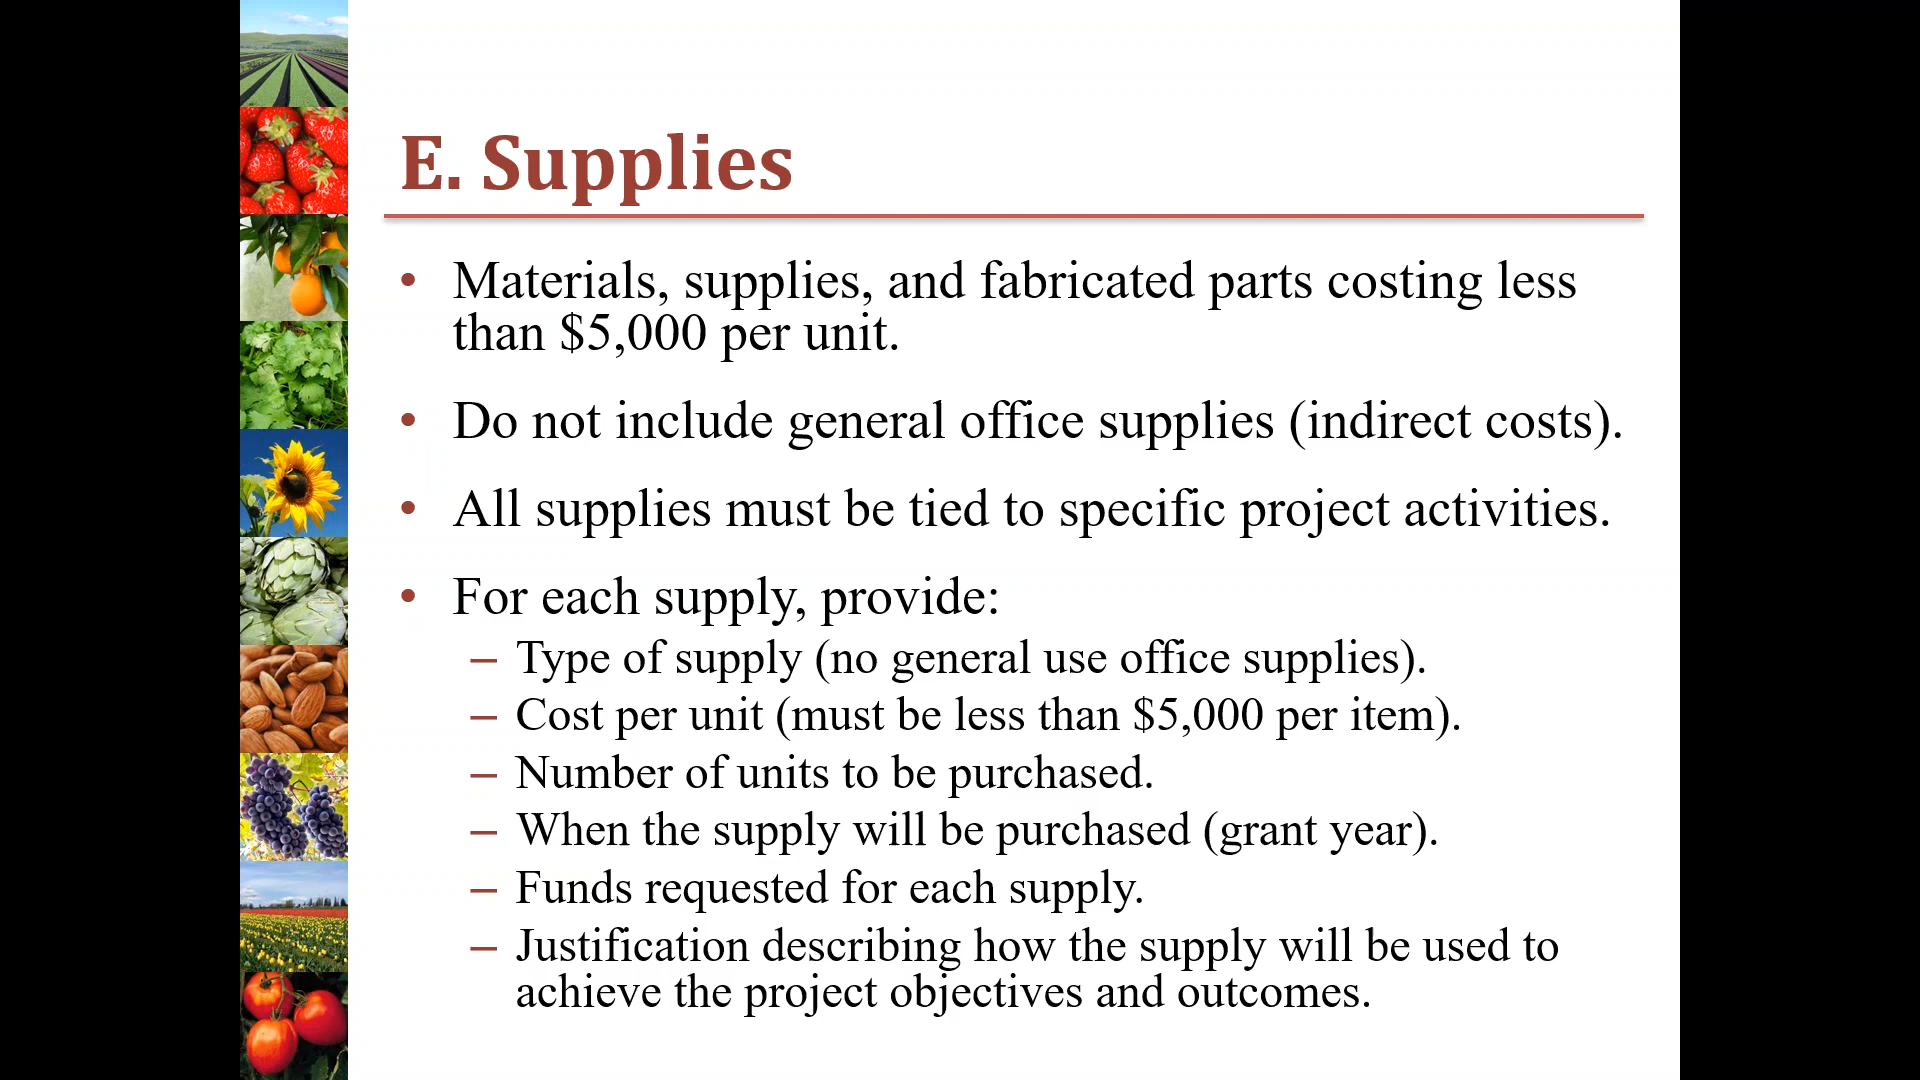 E. Supplies
• Materials, supplies, and fabricated parts costing less
than $5,000 per unit.
• Do not include general office supplies (indirect costs).
• All supplies must be tied to specific project activities.
• For each supply, provide:
– Type of supply (no general use office supplies).
– Cost per unit (must be less than $5,000 per item).
– Number of units to be purchased.
– When the supply will be purchased (grant year).
– Funds requested for each supply.
– Justification describing how the supply will be used to
achieve the project objectives and outcomes.